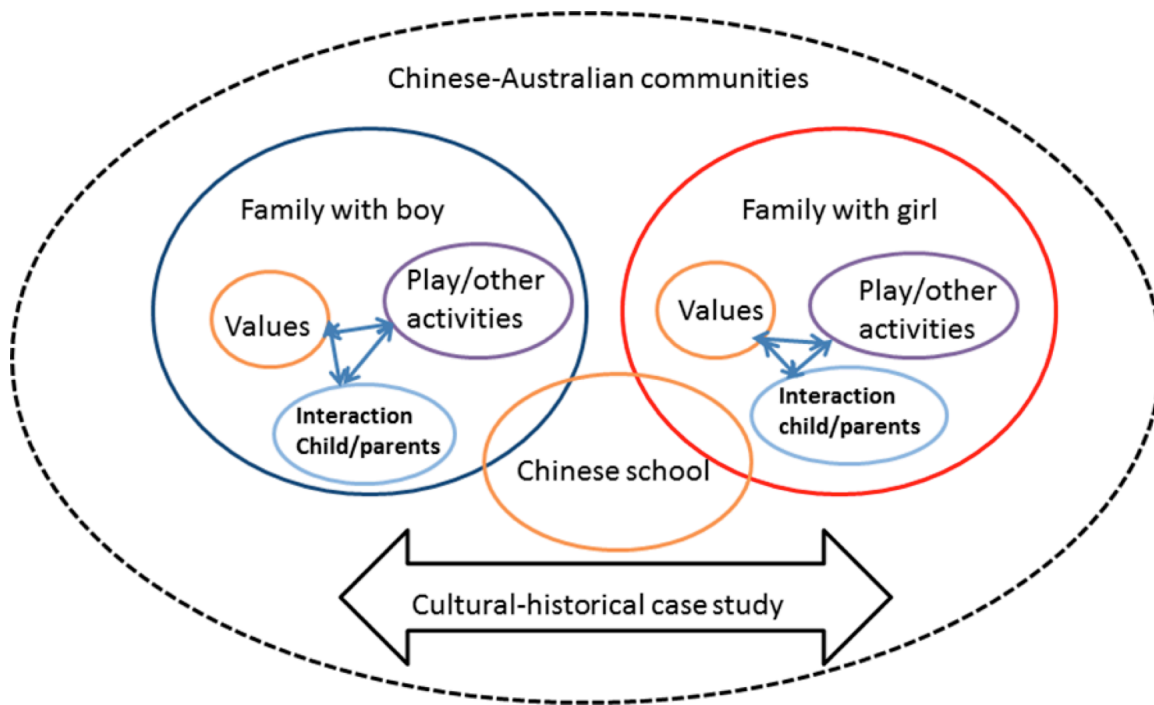 Chinese-Australian communities
Family with boy
Values
Play/other
activities
Interaction
Child/parents
Family with girl
Values
Play/other
activities
Interaction
child/parents
Chinese school
Cultural-historical case study